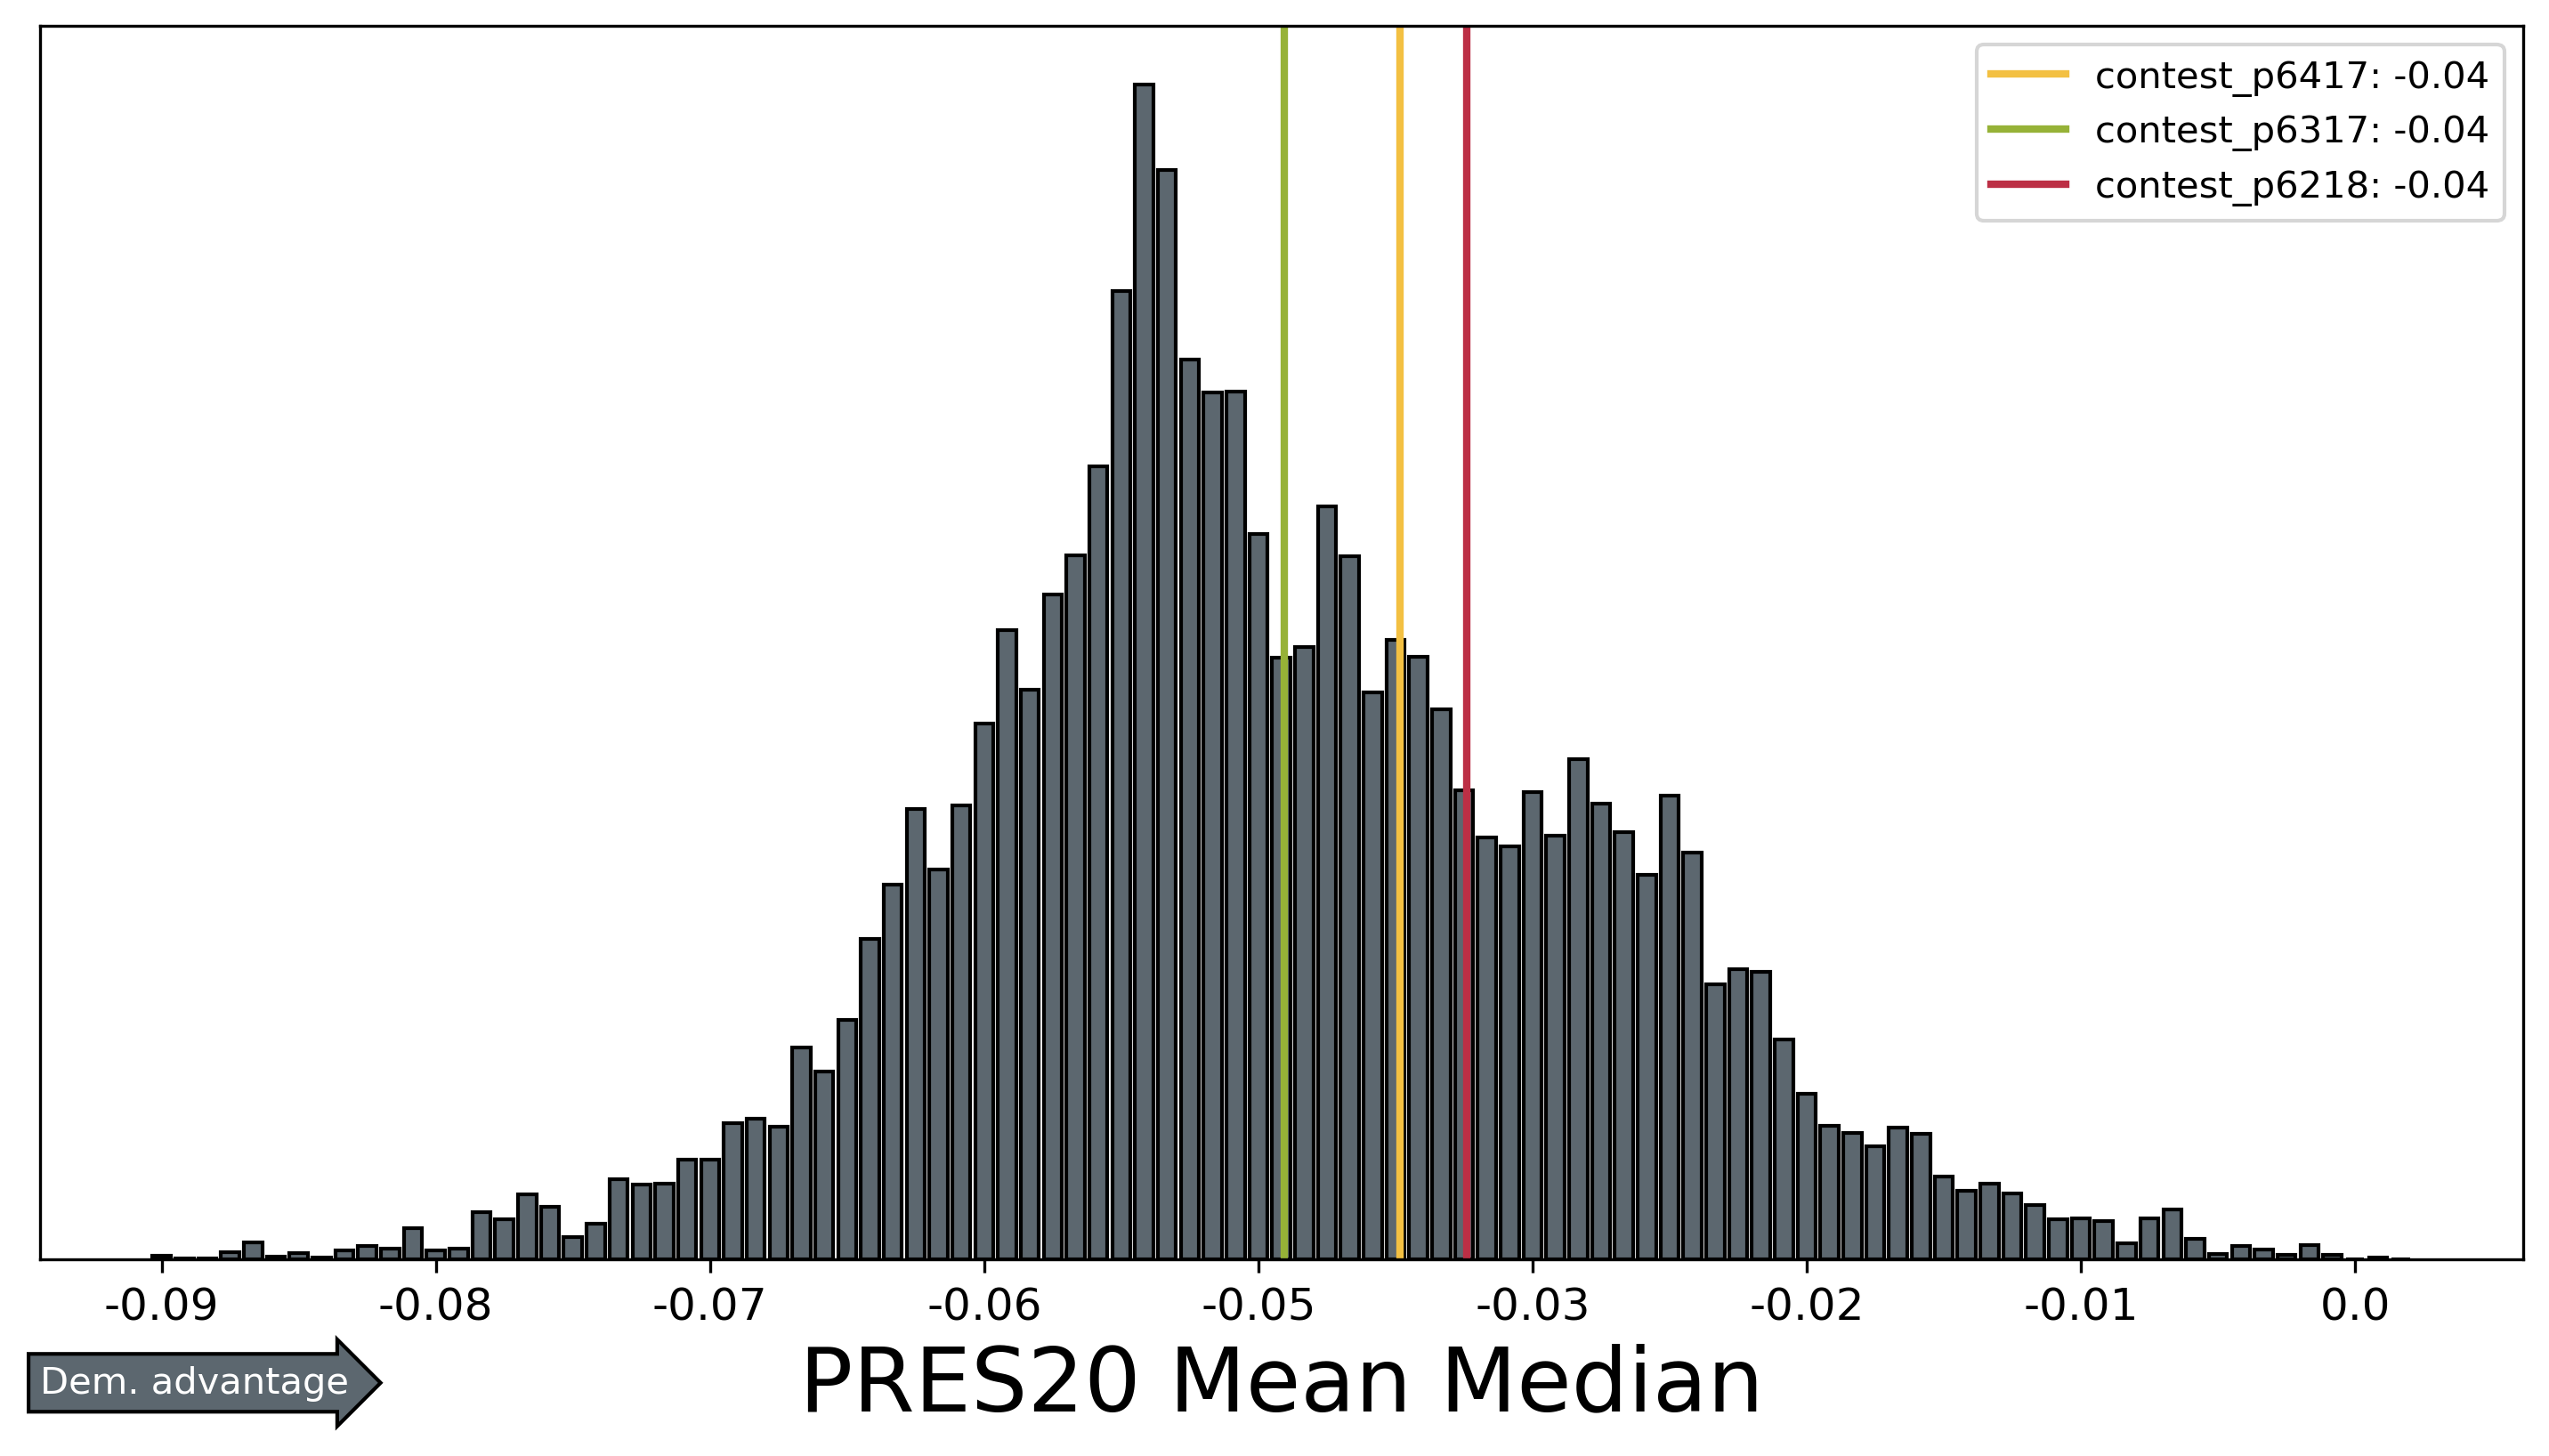 contest_p6417: -0.04
contest_p6317: -0.04
contest_p6218: -0.04
-0.09 -0.08 -0.07 -0.06 -0.05 -0.03 -0.02 -0.01 0.0
Dem. advantage
PRES20 Mean Median